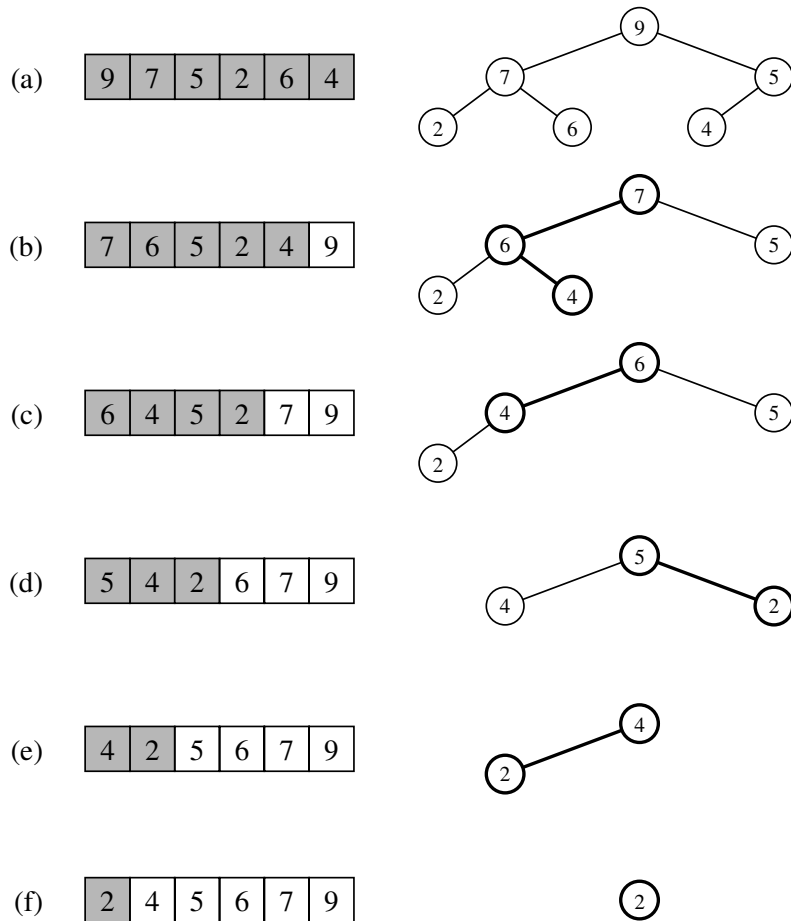 9
(a) 9 7 5 2 6 4
7 5
2 6 4
7
(b) 7 6 5 2 4 9
6 5
2 4
6
(c) 6 4 5 2 7 9
4 5
2
5
(d) 5 4 2 6 7 9
4 2
4
(e) 4 2 5 6 7 9
2
(f) 2 4 5 6 7 9 2